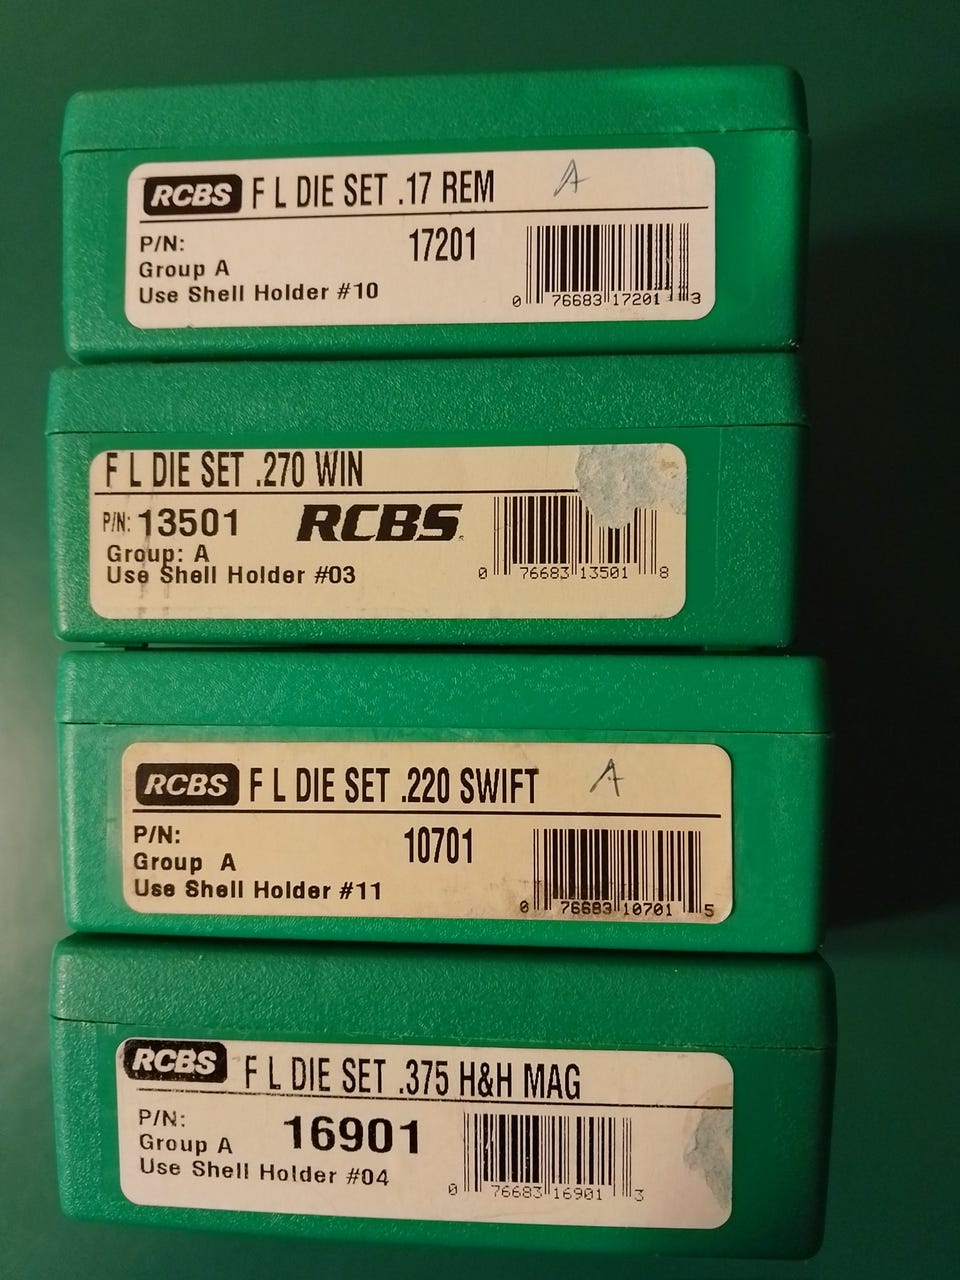 RCBS F L DIE SET .17 REM A
P/N: 17201
Group A
Use Shell Holder #10
0 76683 17201 3
F L DIE SET .270 WIN
P/N: 13501 RCBS
Group: A
Use Shell Holder #03
0 76683 13501 8
RCBS F L DIE SET .220 SWIFT A
P/N: 10701
Group A
Use Shell Holder #11
0 76683 10701 5
RCBS F L DIE SET .375 H&H MAG
P/N: 16901
Group A
Use Shell Holder #04
0 76683 16901 3